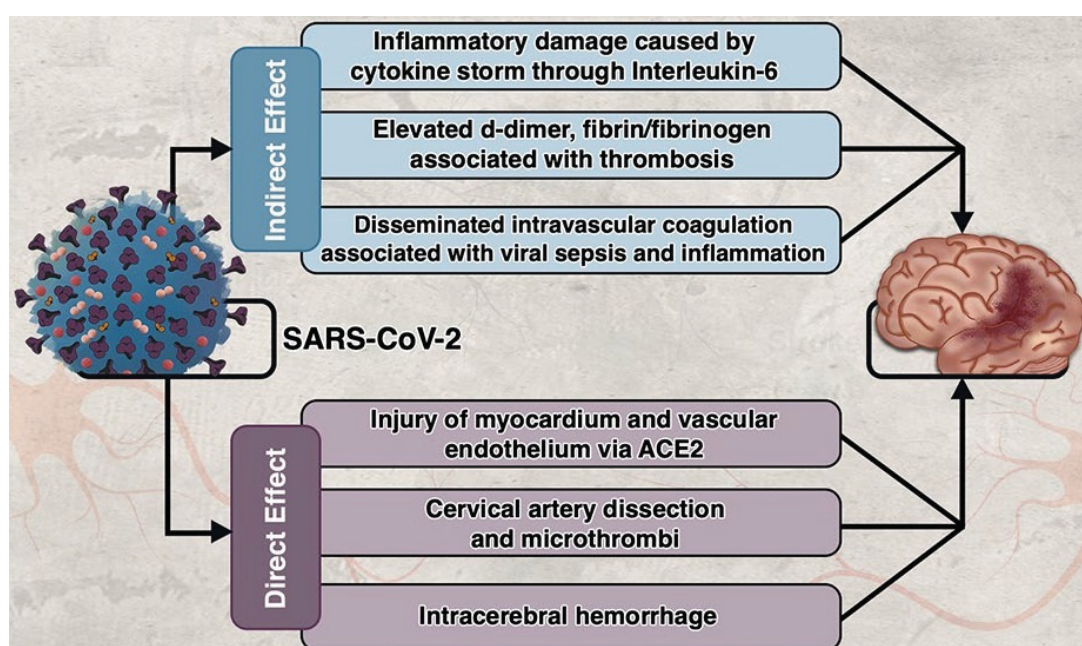 Indirect Effect
Inflammatory damage caused by
cytokine storm through Interleukin-6
Elevated d-dimer, fibrin/fibrinogen
associated with thrombosis
Disseminated intravascular coagulation
associated with viral sepsis and inflammation
SARS-CoV-2
Direct Effect
Injury of myocardium and vascular
endothelium via ACE2
Cervical artery dissection
and microthrombi
Intracerebral hemorrhage